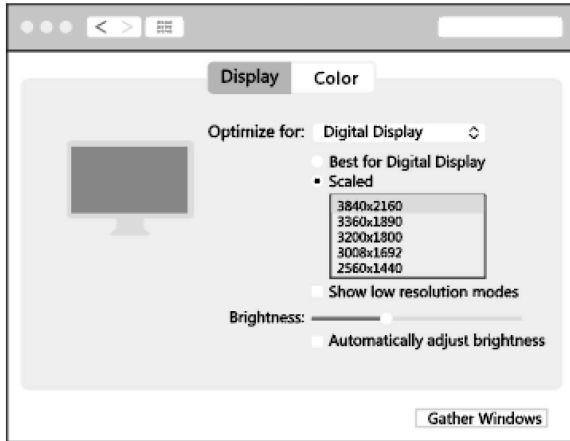 Display
Color
Optimize for: Digital Display
Best for Digital Display
Scaled
3840x2160
3360x1890
3200x1800
3008x1692
2560x1440
Show low resolution modes
Brightness:
Automatically adjust brightness
Gather Windows